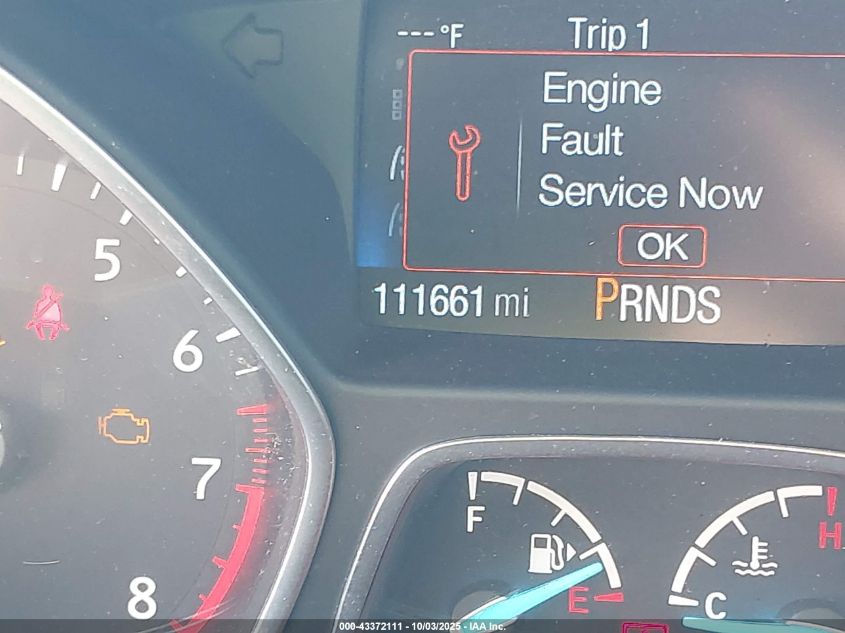 ---°F Trip 1
Engine
Fault
Service Now
OK
111661 mi PRNDS
5
6
7
8
F
E
H
C
000-43372111 - 10/03/2025 - IAA Inc.